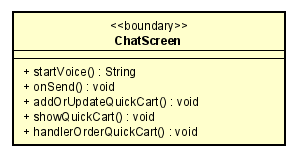 <<boundary>>
ChatScreen
+ startVoice() : String
+ onSend() : void
+ addOrUpdateQuickCart() : void
+ showQuickCart() : void
+ handlerOrderQuickCart() : void